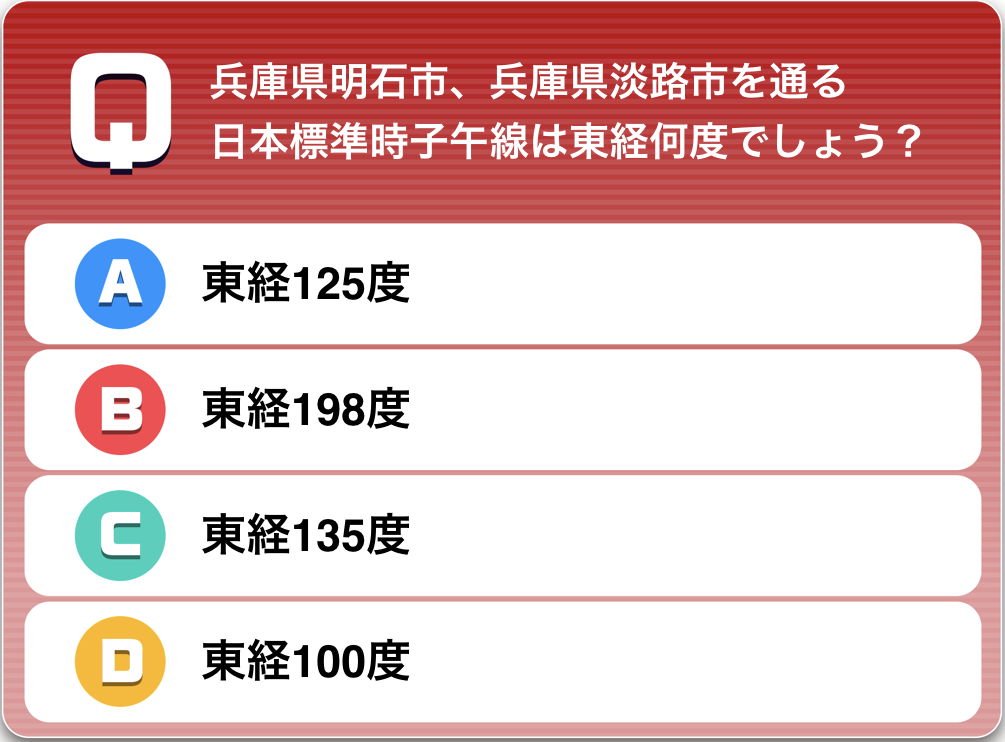 Q
兵庫県明石市、兵庫県淡路市を通る
日本標準時子午線は東経何度でしょう？
A 東経125度
B 東経198度
C 東経135度
D 東経100度